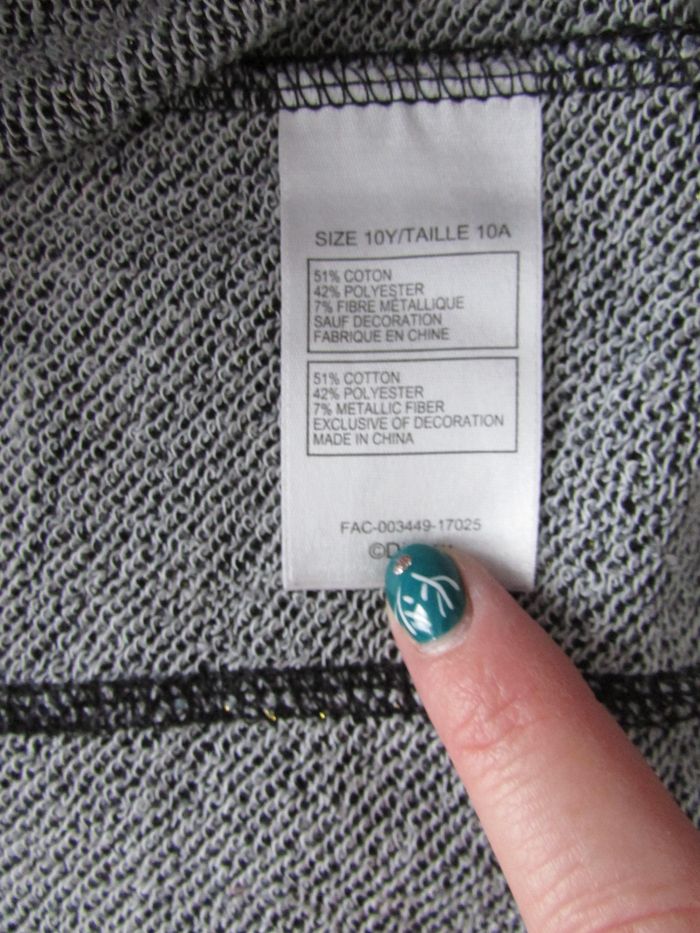 SIZE 10Y/TAILLE 10A
51% COTON
42% POLYESTER
7% FIBRE MÉTALLIQUE
SAUF DECORATION
FABRIQUE EN CHINE
51% COTTON
42% POLYESTER
7% METALLIC FIBER
EXCLUSIVE OF DECORATION
MADE IN CHINA
FAC-003449-17025